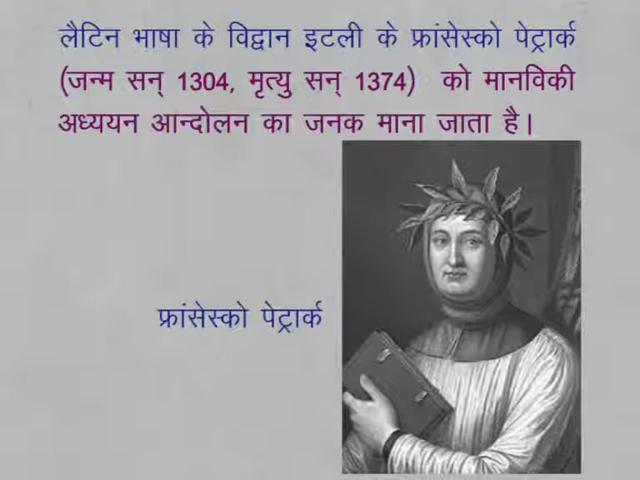 लैटिन भाषा के विद्वान इटली के फ्रांसेस्को पेट्रार्क
(जन्म सन् 1304, मृत्यु सन् 1374) को मानविकी
अध्ययन आन्दोलन का जनक माना जाता है।
फ्रांसेस्को पेट्रार्क